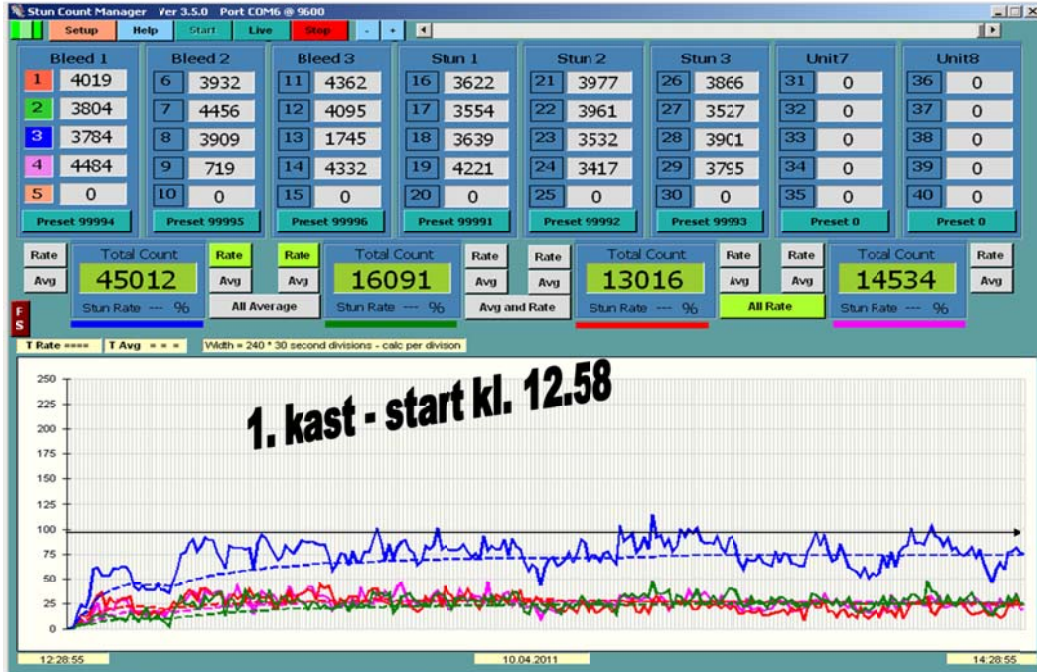 Stun Count Manager Ver 3.5.0 Port COM6 @ 9600
Setup Help Start Live Stop - +
Bleed 1 Bleed 2 Bleed 3 Stun 1 Stun 2 Stun 3 Unit7 Unit8
1 4019 6 3932 11 4362 16 3622 21 3977 26 3866 31 0 36 0
2 3804 7 4456 12 4095 17 3554 22 3961 27 3527 32 0 37 0
3 3784 8 3909 13 1745 18 3639 23 3532 28 3901 33 0 38 0
4 4484 9 719 14 4332 19 4221 24 3417 29 3795 34 0 39 0
5 0 10 0 15 0 20 0 25 0 30 0 35 0 40 0
Preset 99994 Preset 99995 Preset 99996 Preset 99991 Preset 99992 Preset 99993 Preset 0 Preset 0
Rate Total Count Rate Rate Total Count Rate Rate Total Count Rate Rate Total Count Rate
Avg 45012 Avg Avg 16091 Avg Avg 13016 Avg Avg 14534 Avg
Stun Rate --- % All Average Stun Rate --- % Avg and Rate Stun Rate --- % All Rate Stun Rate --- %
F
S
T Rate ==== T Avg = = = Width = 240 * 30 second divisions - calc per division
1. kast - start kl. 12.58
250
225
200
175
150
125
100
75
50
25
0
12:28:55 10.04.2011 14:28:55